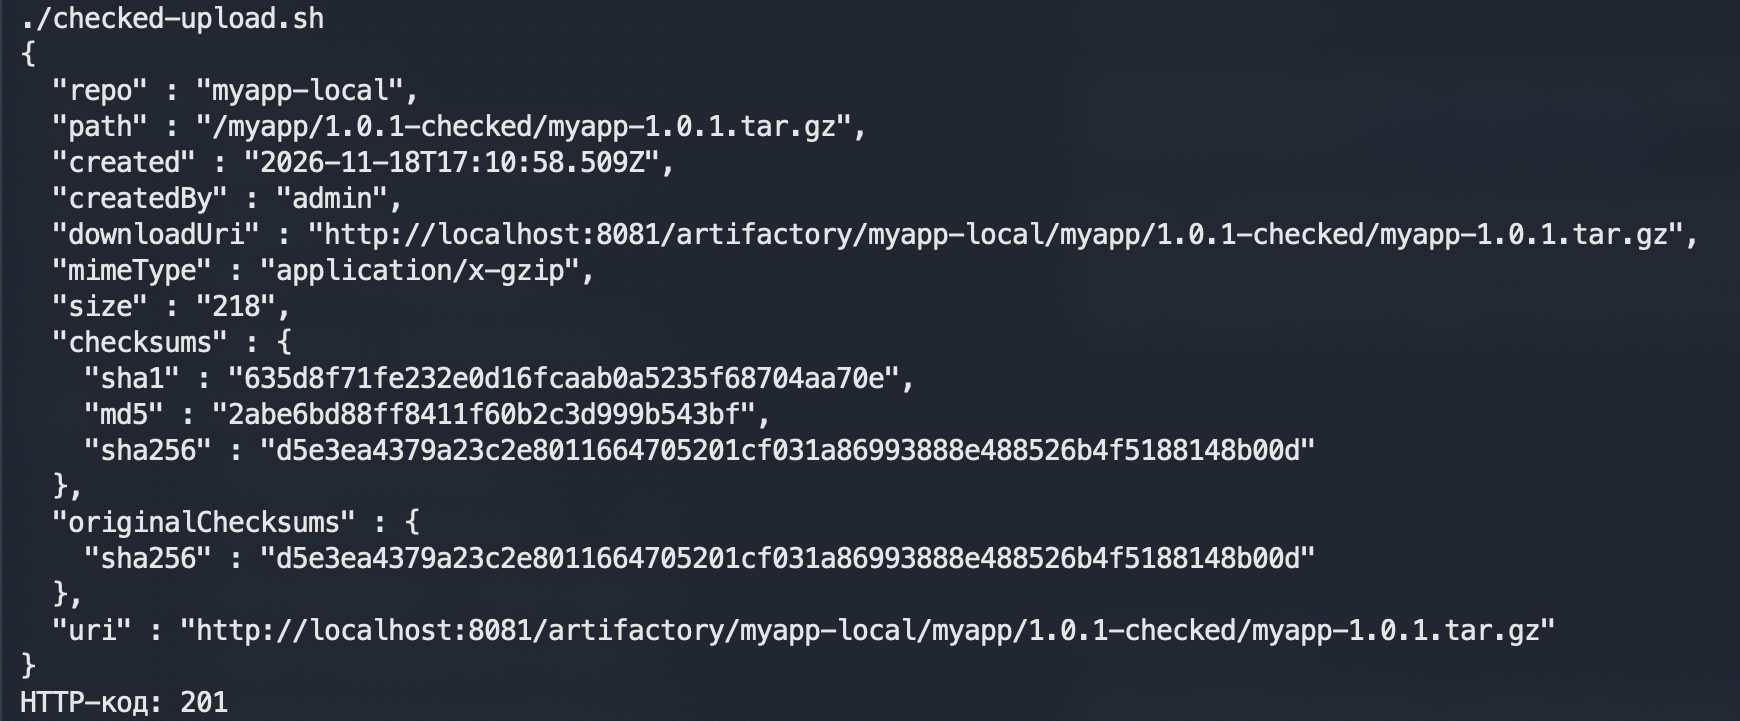 ./checked-upload.sh
{
  "repo" : "myapp-local",
  "path" : "/myapp/1.0.1-checked/myapp-1.0.1.tar.gz",
  "created" : "2026-11-18T17:10:58.509Z",
  "createdBy" : "admin",
  "downloadUri" : "http://localhost:8081/artifactory/myapp-local/myapp/1.0.1-checked/myapp-1.0.1.tar.gz",
  "mimeType" : "application/x-gzip",
  "size" : "218",
  "checksums" : {
    "sha1" : "635d8f71fe232e0d16fcaab0a5235f68704aa70e",
    "md5" : "2abe6bd88ff8411f60b2c3d999b543bf",
    "sha256" : "d5e3ea4379a23c2e8011664705201cf031a86993888e488526b4f5188148b00d"
  },
  "originalChecksums" : {
    "sha256" : "d5e3ea4379a23c2e8011664705201cf031a86993888e488526b4f5188148b00d"
  },
  "uri" : "http://localhost:8081/artifactory/myapp-local/myapp/1.0.1-checked/myapp-1.0.1.tar.gz"
}
HTTP-код: 201